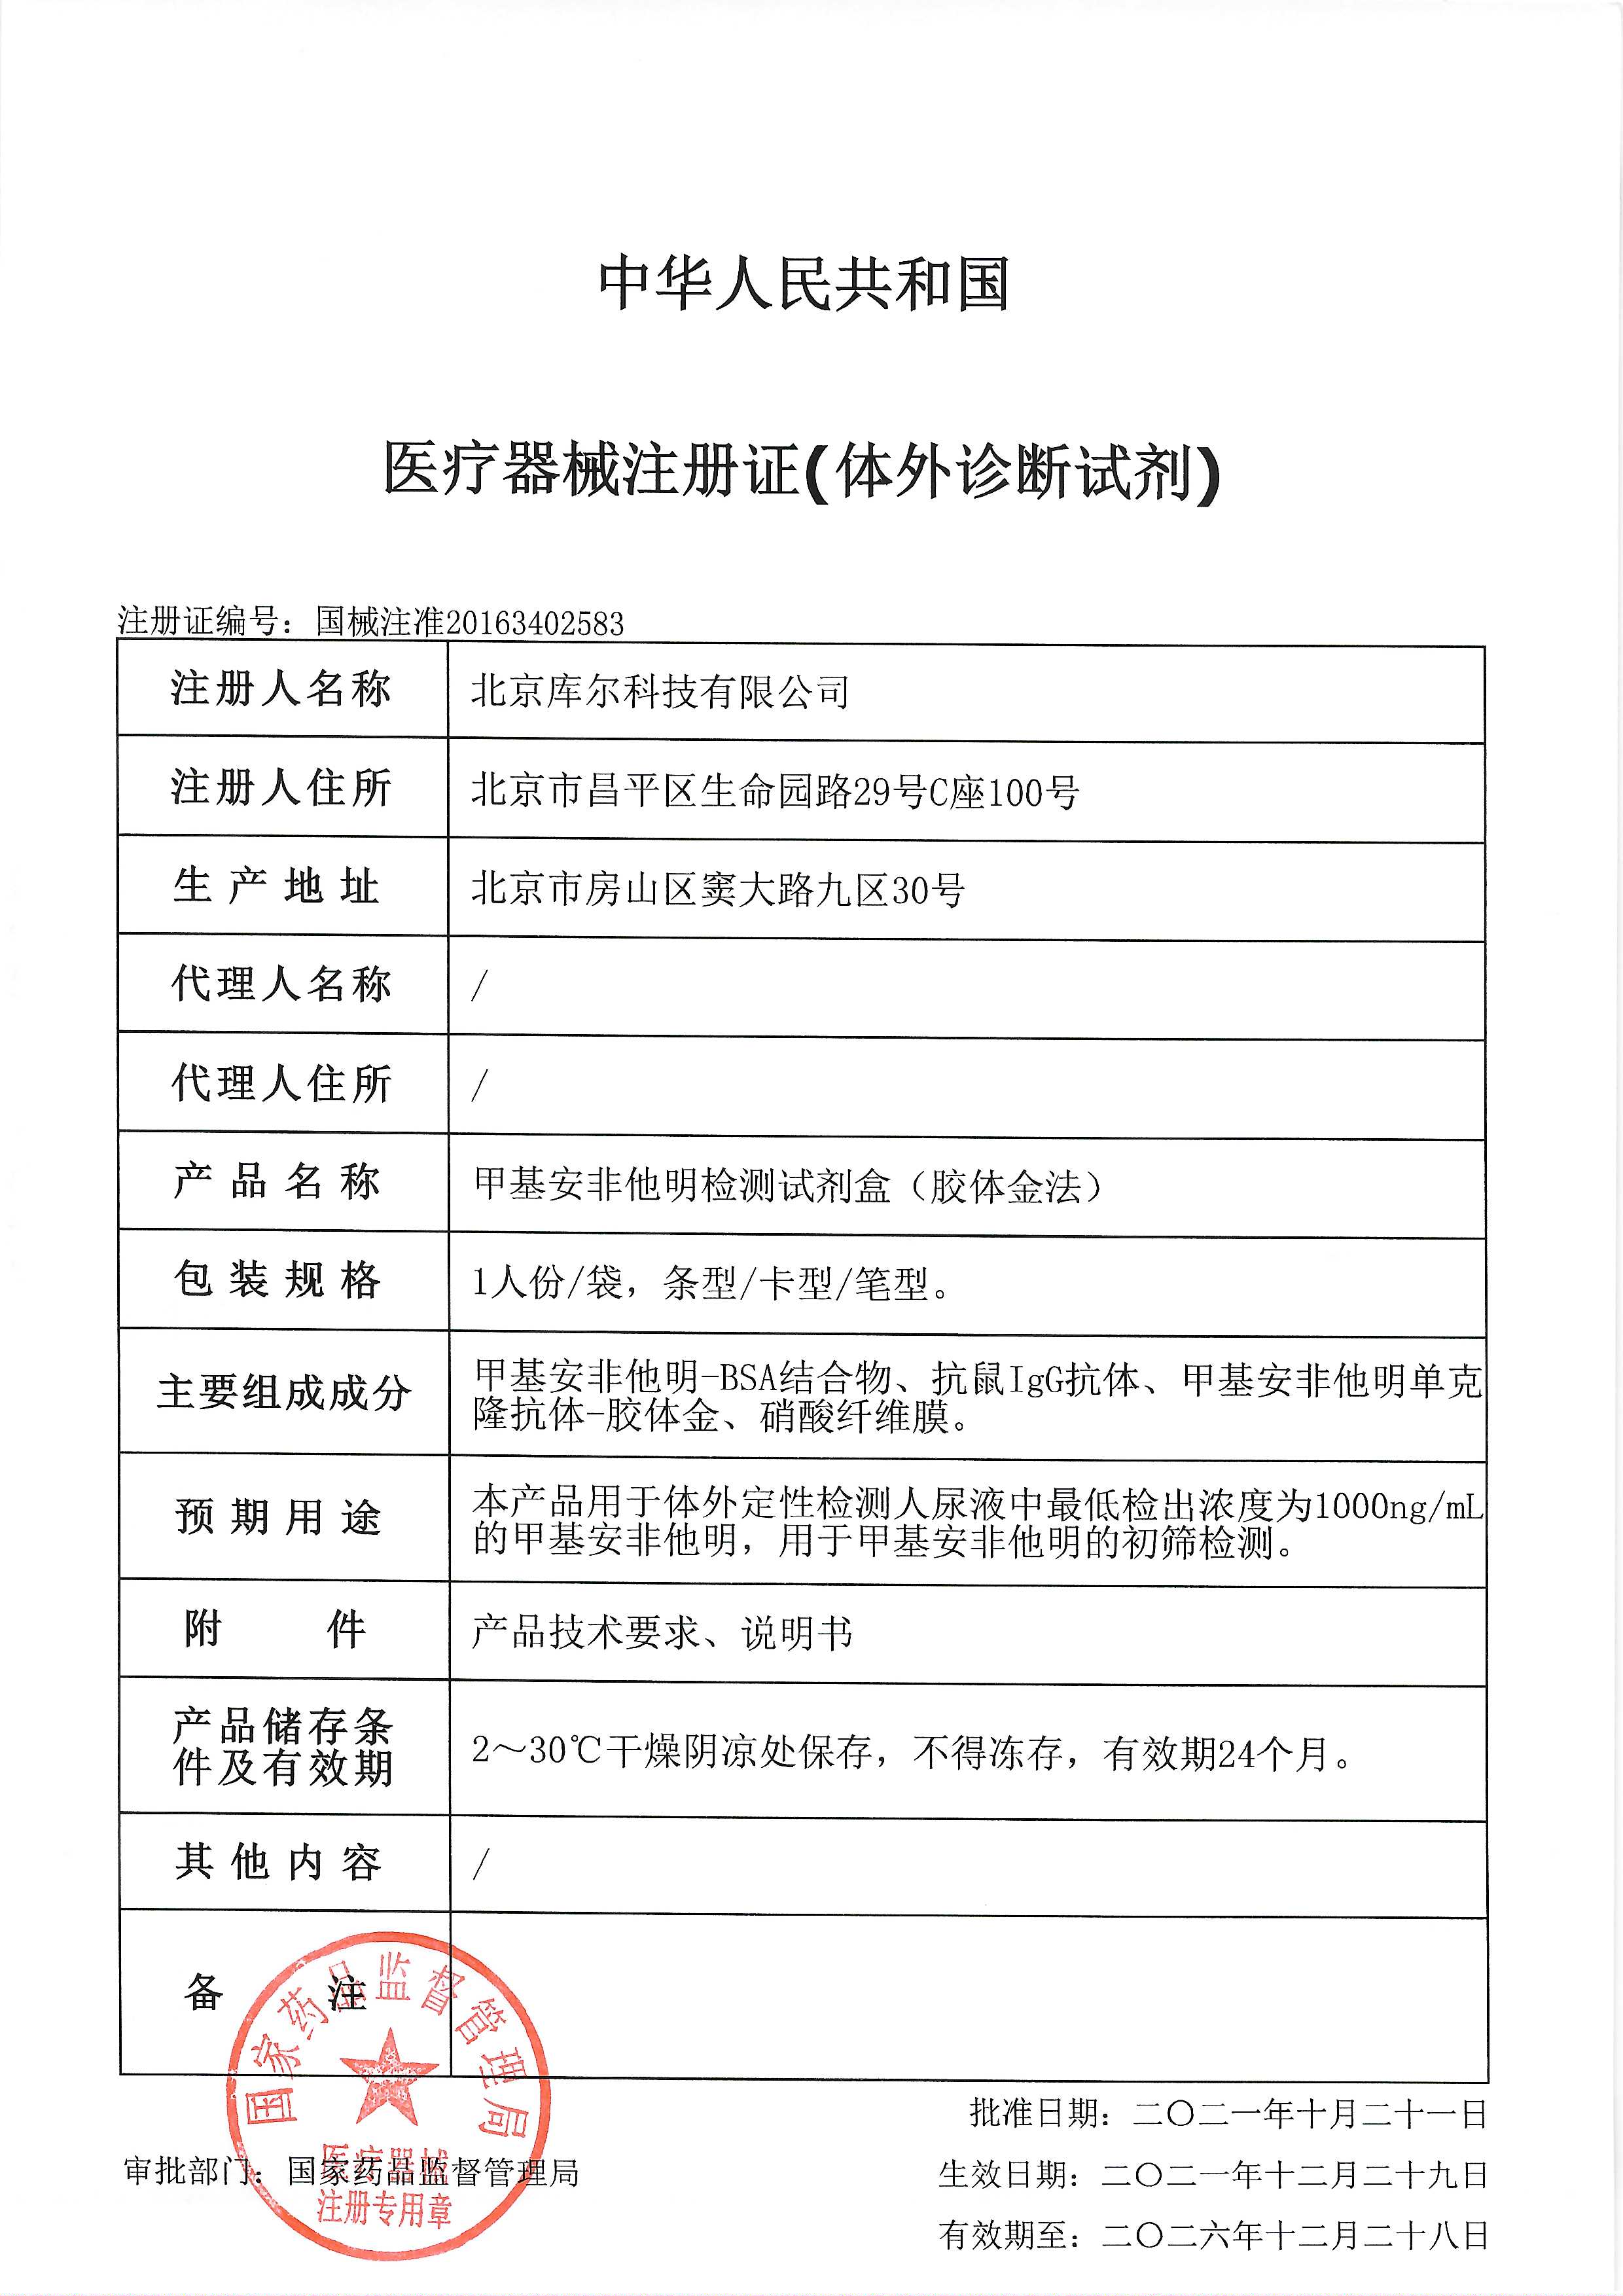 中华人民共和国
医疗器械注册证(体外诊断试剂)
注册证编号：国械注准20163402583
注册人名称 北京库尔科技有限公司
注册人住所 北京市昌平区生命园路29号C座100号
生产地址 北京市房山区窦大路九区30号
代理人名称 /
代理人住所 /
产品名称 甲基安非他明检测试剂盒（胶体金法）
包装规格 1人份/袋，条型/卡型/笔型。
主要组成成分 甲基安非他明-BSA结合物、抗鼠IgG抗体、甲基安非他明单克
隆抗体-胶体金、硝酸纤维膜。
预期用途 本产品用于体外定性检测人尿液中最低检出浓度为1000ng/mL
的甲基安非他明，用于甲基安非他明的初筛检测。
附件 产品技术要求、说明书
产品储存条
件及有效期 2～30℃干燥阴凉处保存，不得冻存，有效期24个月。
其他内容 /
备注
国家药品监督管理局
医疗器械
注册专用章
审批部门：国家药品监督管理局
批准日期：二〇二一年十月二十一日
生效日期：二〇二一年十二月二十九日
有效期至：二〇二六年十二月二十八日